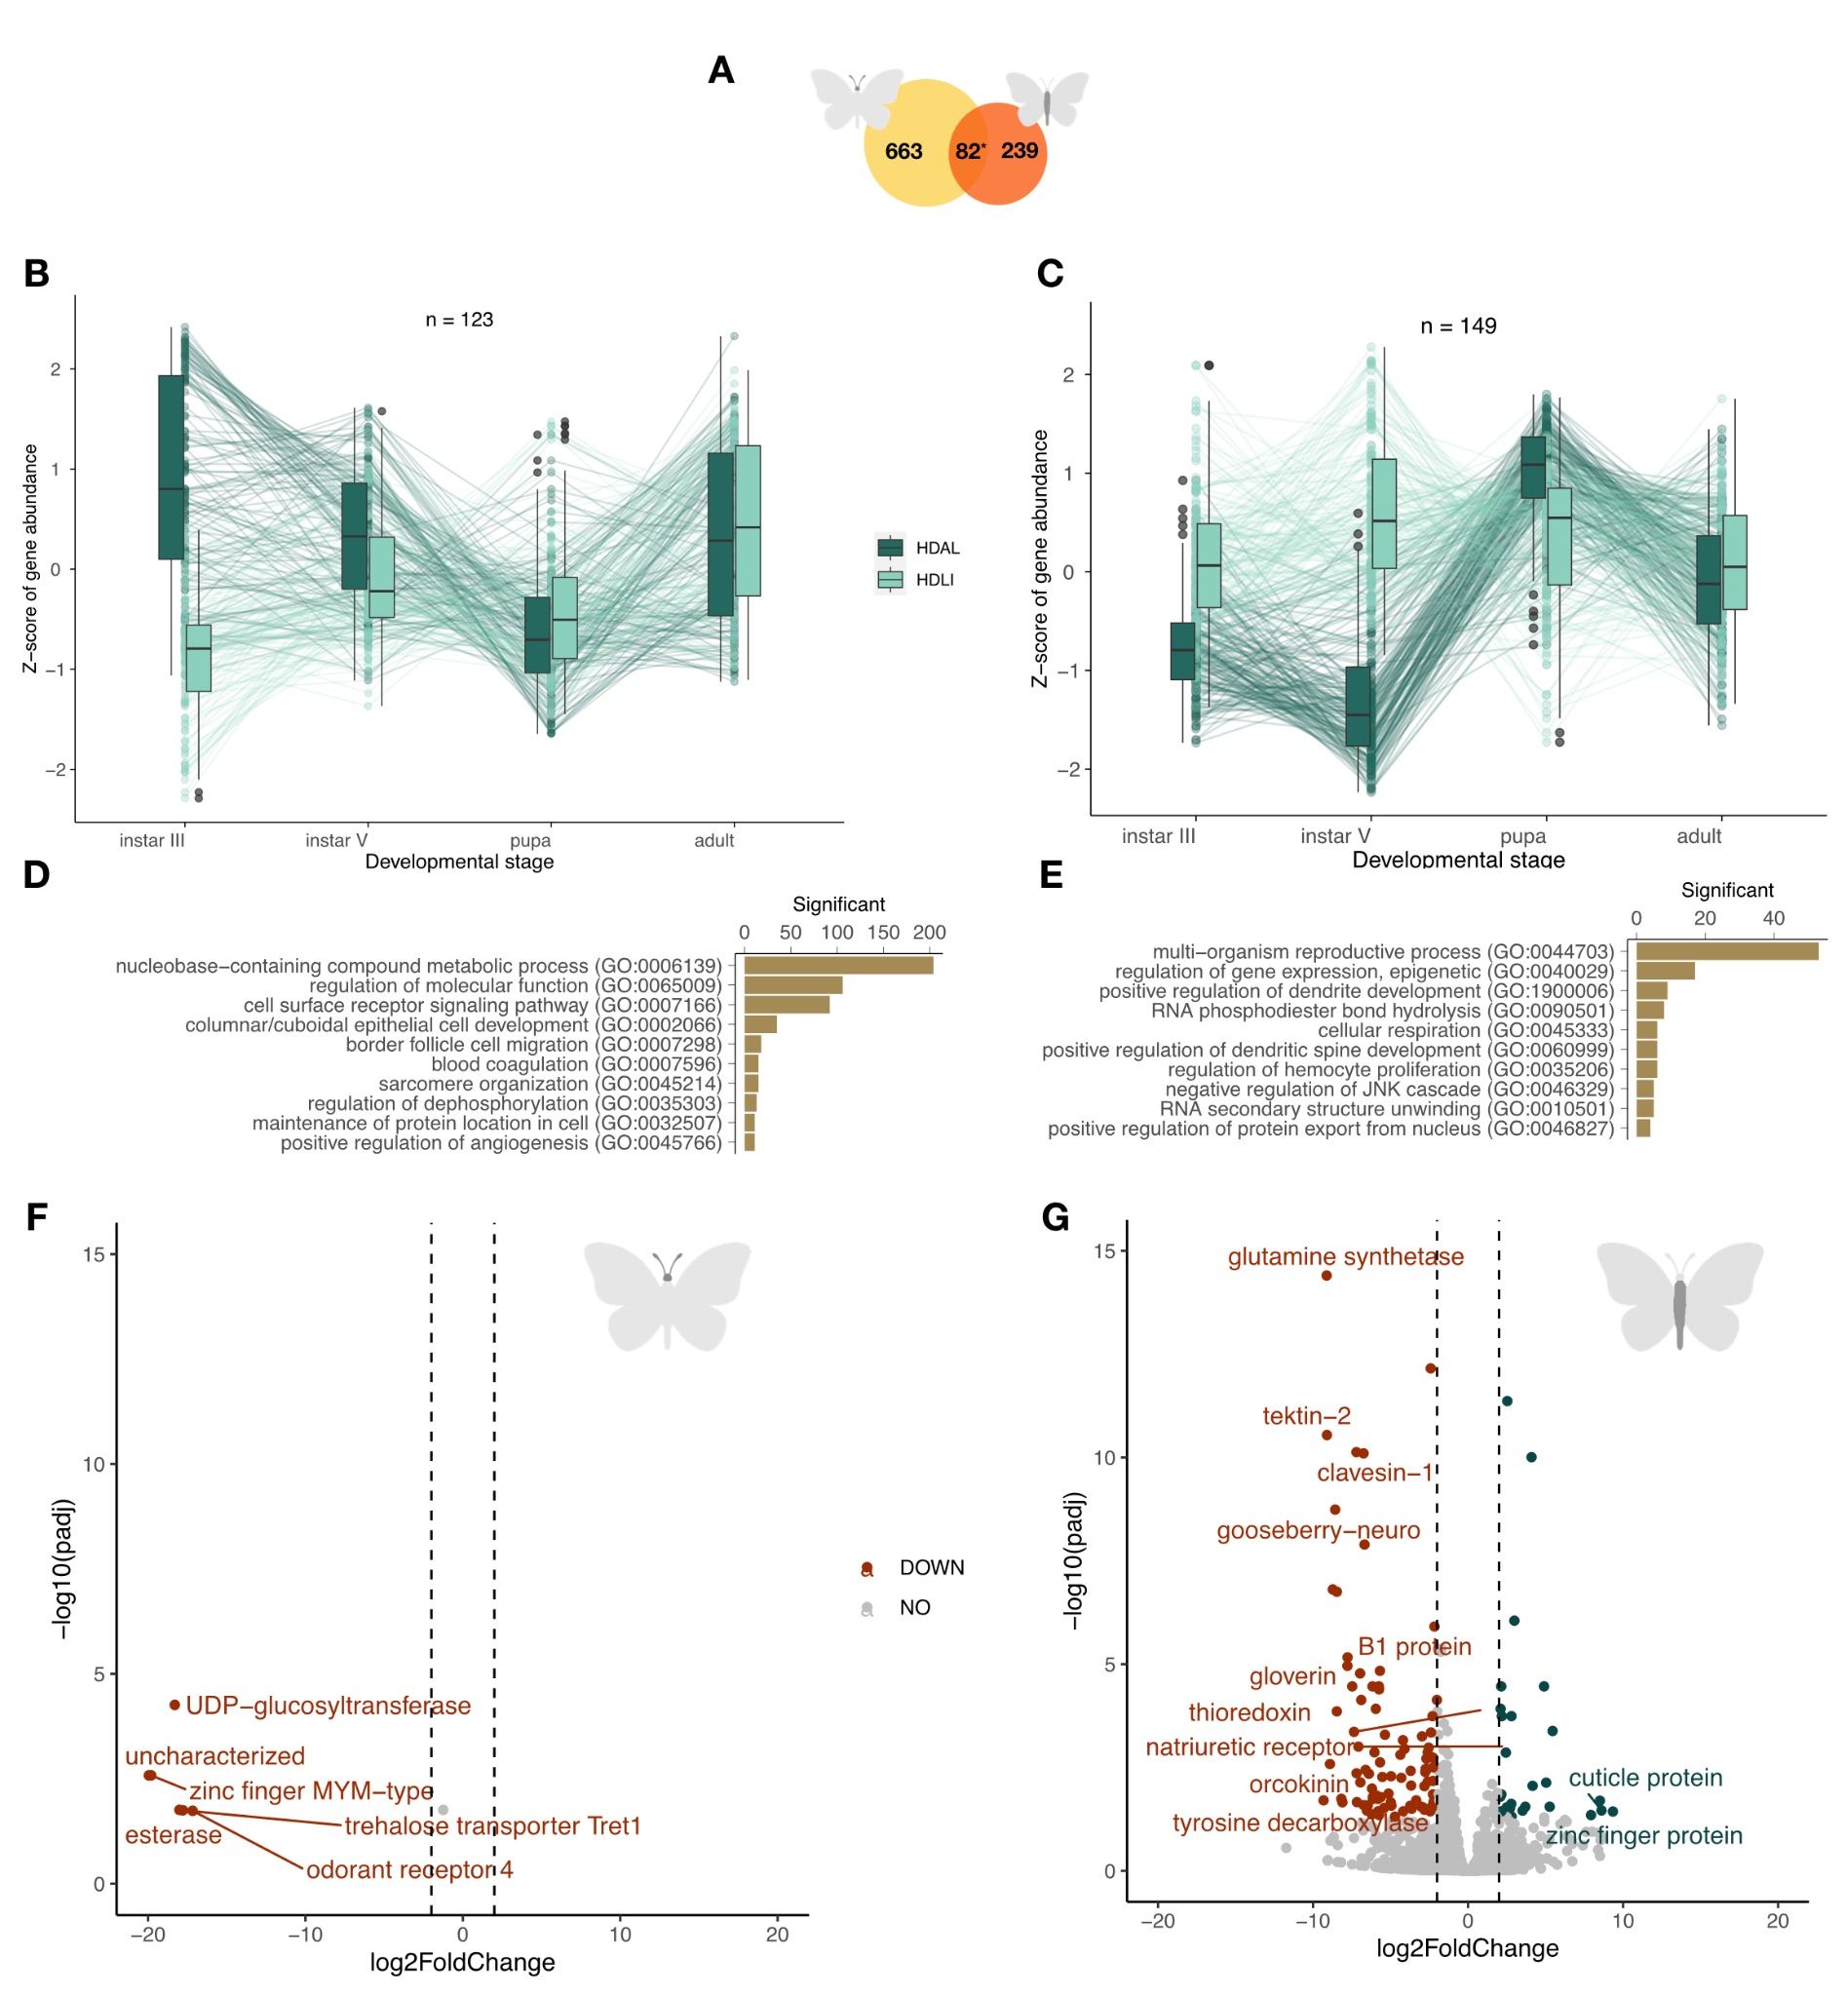 A
663
82*
239
B
n = 123
Z−score of gene abundance
2
1
0
−1
−2
instar III
instar V
pupa
adult
Developmental stage
HDAL
HDLI
C
n = 149
Z−score of gene abundance
2
1
0
−1
−2
instar III
instar V
pupa
adult
Developmental stage
D
Significant
0 50 100 150 200
nucleobase−containing compound metabolic process (GO:0006139)
regulation of molecular function (GO:0065009)
cell surface receptor signaling pathway (GO:0007166)
columnar/cuboidal epithelial cell development (GO:0002066)
border follicle cell migration (GO:0007298)
blood coagulation (GO:0007596)
sarcomere organization (GO:0045214)
regulation of dephosphorylation (GO:0035303)
maintenance of protein location in cell (GO:0032507)
positive regulation of angiogenesis (GO:0045766)
E
Significant
0 20 40
multi−organism reproductive process (GO:0044703)
regulation of gene expression, epigenetic (GO:0040029)
positive regulation of dendrite development (GO:1900006)
RNA phosphodiester bond hydrolysis (GO:0090501)
cellular respiration (GO:0045333)
positive regulation of dendritic spine development (GO:0060999)
regulation of hemocyte proliferation (GO:0035206)
negative regulation of JNK cascade (GO:0046329)
RNA secondary structure unwinding (GO:0010501)
positive regulation of protein export from nucleus (GO:0046827)
F
−log10(padj)
15
10
5
0
UDP−glucosyltransferase
uncharacterized
zinc finger MYM−type
trehalose transporter Tret1
esterase
odorant receptor 4
−20 −10 0 10 20
log2FoldChange
DOWN
NO
G
−log10(padj)
15
10
5
0
glutamine synthetase
tektin−2
clavesin−1
gooseberry−neuro
B1 protein
gloverin
thioredoxin
natriuretic receptor
orcokinin
tyrosine decarboxylase
cuticle protein
zinc finger protein
−20 −10 0 10 20
log2FoldChange